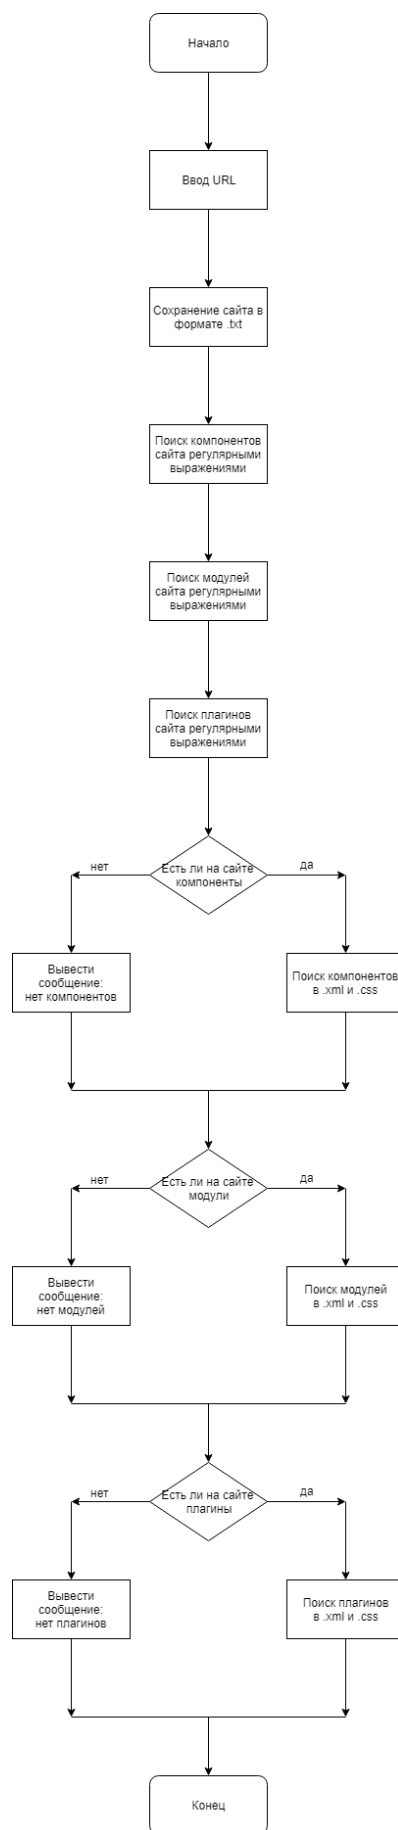 Начало
Ввод URL
Сохранение сайта в
формате .txt
Поиск компонентов
сайта регулярными
выражениями
Поиск модулей
сайта регулярными
выражениями
Поиск плагинов
сайта регулярными
выражениями
Есть ли на сайте
компоненты
нет
да
Вывести
сообщение:
нет компонентов
Поиск компонентов
в .xml и .css
Есть ли на сайте
модули
нет
да
Вывести
сообщение:
нет модулей
Поиск модулей
в .xml и .css
Есть ли на сайте
плагины
нет
да
Вывести
сообщение:
нет плагинов
Поиск плагинов
в .xml и .css
Конец